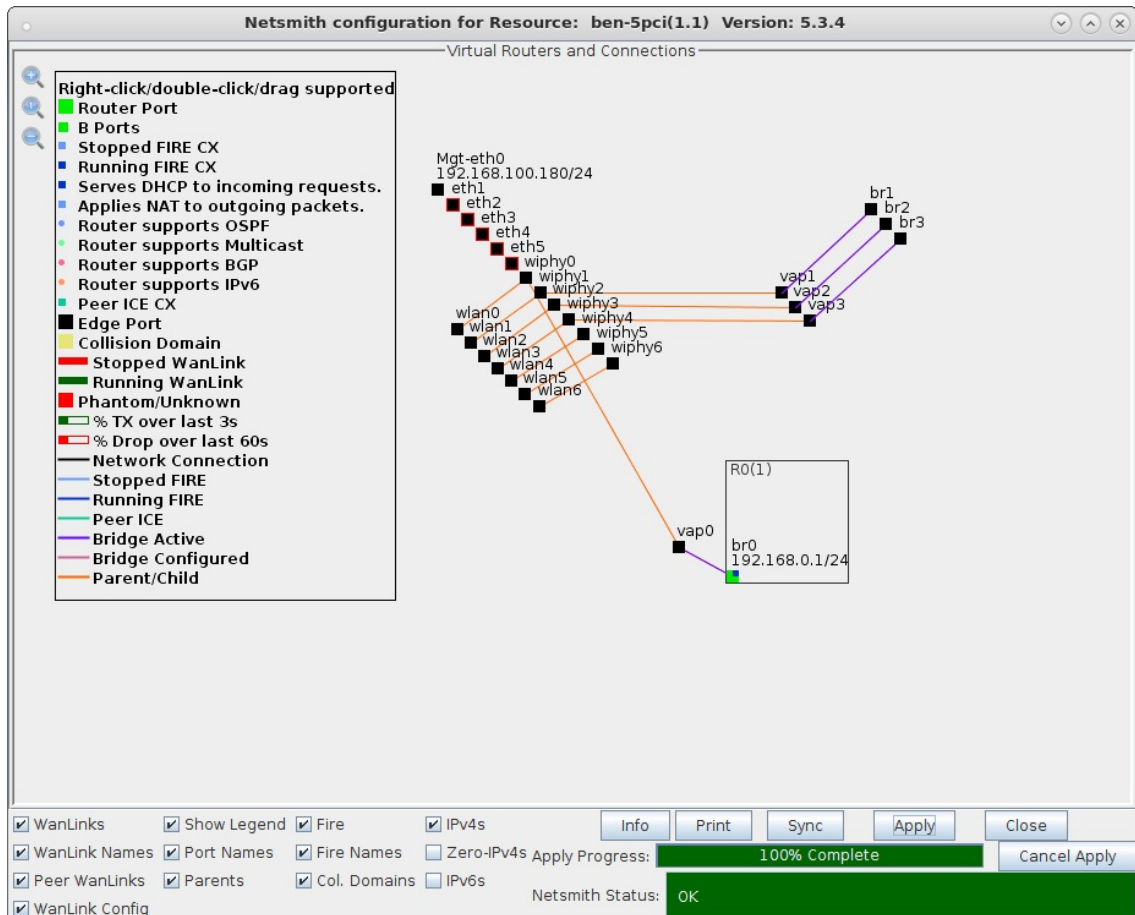 Netsmith configuration for Resource:  ben-5pci(1.1)  Version: 5.3.4
Virtual Routers and Connections
Right-click/double-click/drag supported
Router Port
B Ports
Stopped FIRE CX
Running FIRE CX
Serves DHCP to incoming requests.
Applies NAT to outgoing packets.
Router supports OSPF
Router supports Multicast
Router supports BGP
Router supports IPv6
Peer ICE CX
Edge Port
Collision Domain
Stopped WanLink
Running WanLink
Phantom/Unknown
% TX over last 3s
% Drop over last 60s
Network Connection
Stopped FIRE
Running FIRE
Peer ICE
Bridge Active
Bridge Configured
Parent/Child
Mgt-eth0
192.168.100.180/24
eth1
eth2
eth3
eth4
eth5
wiphy0
wiphy1
wiphy2
wiphy3
wiphy4
wiphy5
wiphy6
wlan0
wlan1
wlan2
wlan3
wlan4
wlan5
wlan6
br1
br2
br3
vap1
vap2
vap3
R0(1)
vap0
br0
192.168.0.1/24
WanLinks Show Legend Fire IPv4s Info Print Sync Apply Close
WanLink Names Port Names Fire Names Zero-IPv4s Apply Progress: 100% Complete Cancel Apply
Peer WanLinks Parents Col. Domains IPv6s
Netsmith Status: OK
WanLink Config